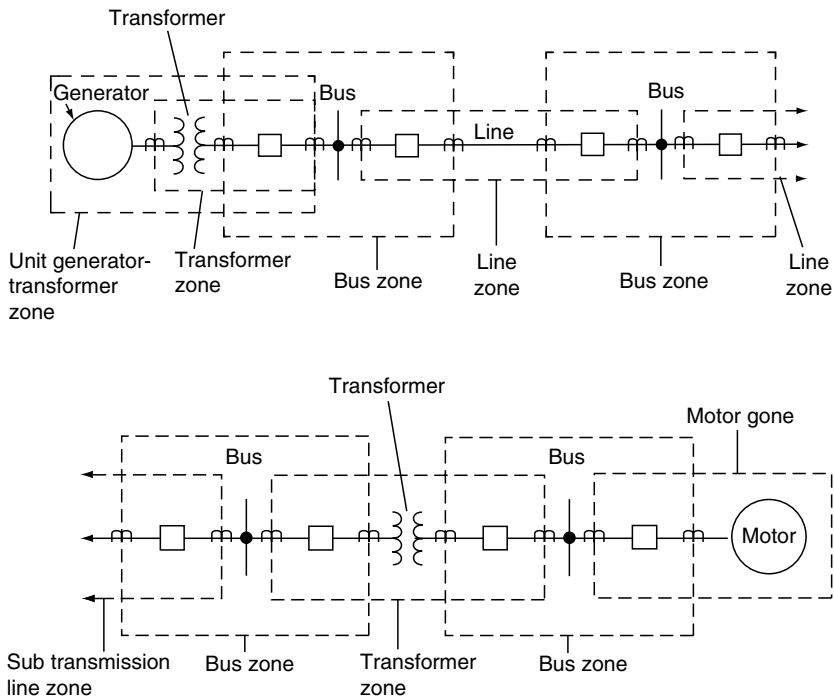 Transformer
Generator
Bus
Bus
Line
Unit generator-
transformer
zone
Transformer
zone
Bus zone
Line
zone
Bus zone
Line
zone
Transformer
Motor gone
Bus
Bus
Motor
Sub transmission
line zone
Bus zone
Transformer
zone
Bus zone